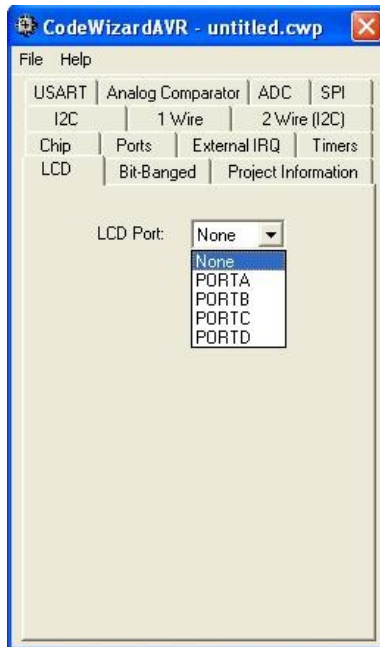 CodeWizardAVR - untitled.cwp
File Help
USART Analog Comparator ADC SPI
I2C 1 Wire 2 Wire (I2C)
Chip Ports External IRQ Timers
LCD Bit-Banged Project Information
LCD Port: None
None
PORTA
PORTB
PORTC
PORTD